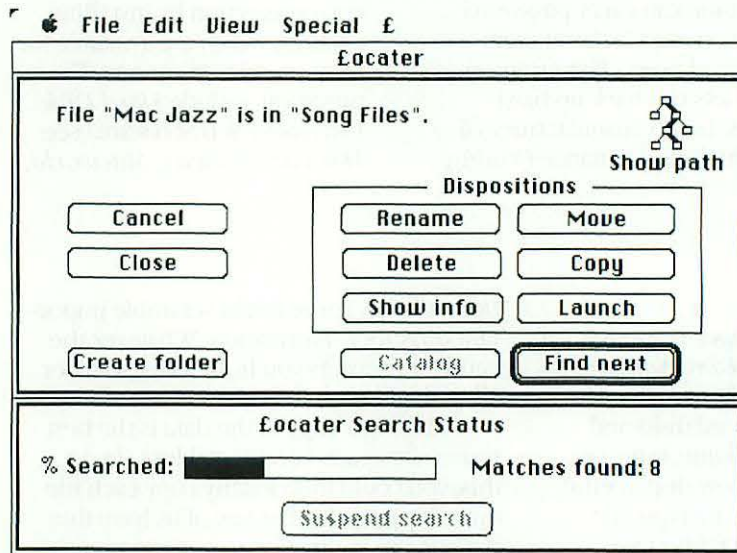 File Edit View Special £
£ocater
File "Mac Jazz" is in "Song Files".
Show path
Dispositions
Cancel
Rename
Move
Close
Delete
Copy
Show info
Launch
Create folder
Catalog
Find next
£ocater Search Status
% Searched:
Matches found: 8
Suspend search